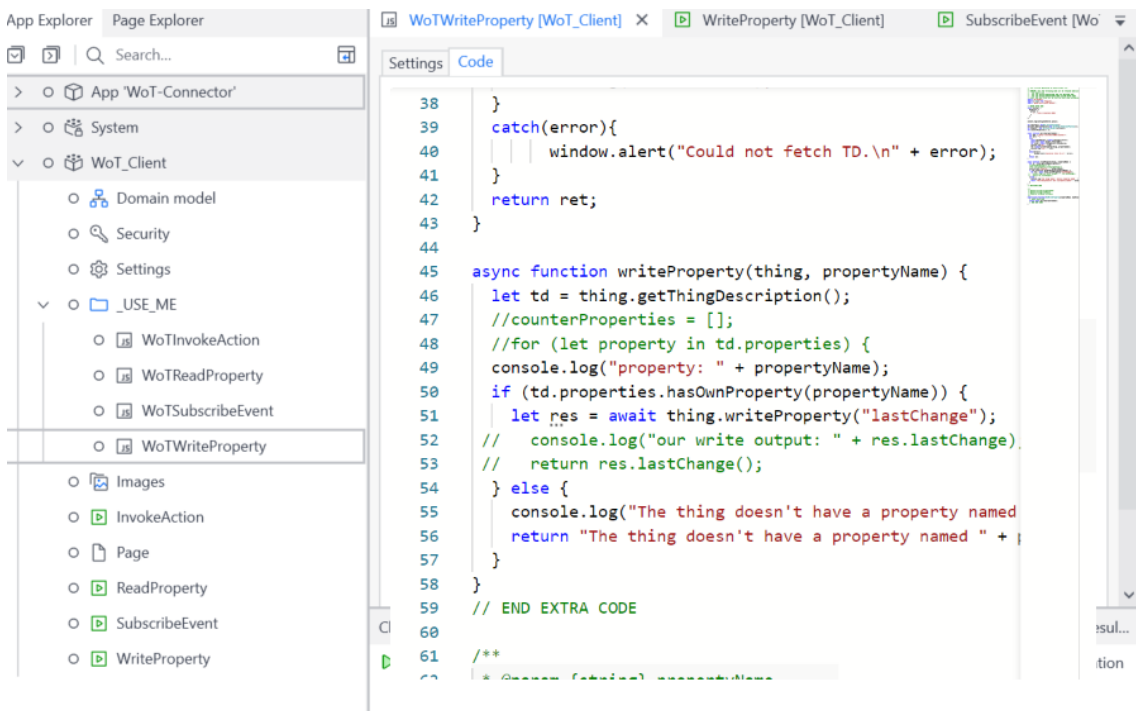 App Explorer Page Explorer
Search...
App 'WoT-Connector'
System
WoT_Client
Domain model
Security
Settings
_USE_ME
WoTInvokeAction
WoTReadProperty
WoTSubscribeEvent
WoTWriteProperty
Images
InvokeAction
Page
ReadProperty
SubscribeEvent
WriteProperty
WoTWriteProperty [WoT_Client] WriteProperty [WoT_Client] SubscribeEvent [Wo
Settings Code
38 }
39 catch(error){
40 window.alert("Could not fetch TD.\n" + error);
41 }
42 return ret;
43 }
44
45 async function writeProperty(thing, propertyName) {
46 let td = thing.getThingDescription();
47 //counterProperties = [];
48 //for (let property in td.properties) {
49 console.log("property: " + propertyName);
50 if (td.properties.hasOwnProperty(propertyName)) {
51 let res = await thing.writeProperty("lastChange");
52 // console.log("our write output: " + res.lastChange)
53 // return res.lastChange();
54 } else {
55 console.log("The thing doesn't have a property named
56 return "The thing doesn't have a property named " +
57 }
58 }
59 // END EXTRA CODE
60
61 /**
62 * @param {string} propertyName
esul...
ition